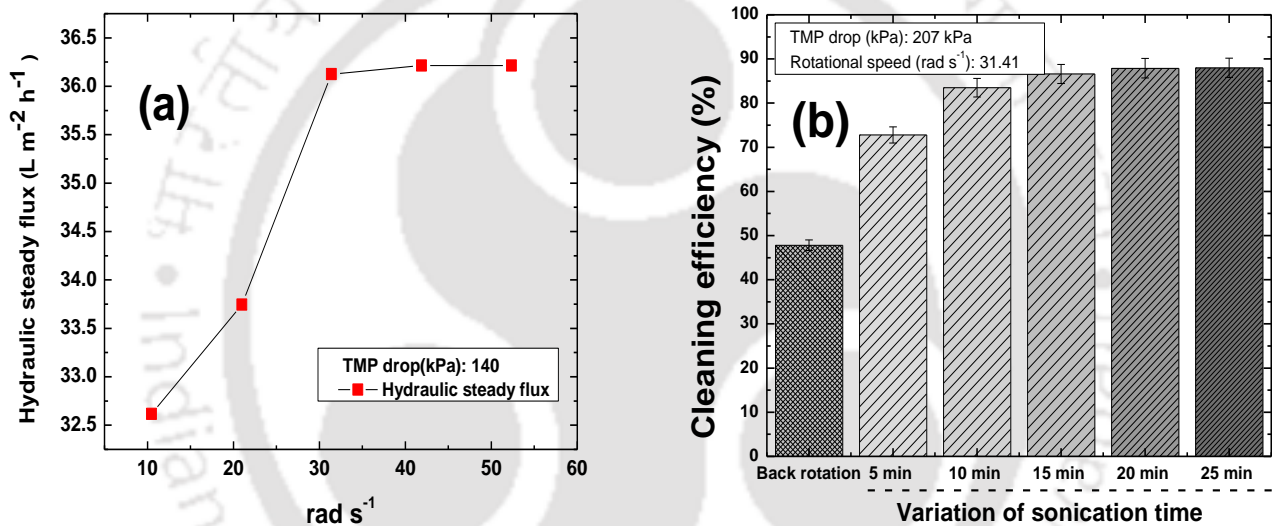 (a)
Hydraulic steady flux (L m⁻² h⁻¹)
36.5
36.0
35.5
35.0
34.5
34.0
33.5
33.0
32.5
TMP drop(kPa): 140
Hydraulic steady flux
10 20 30 40 50 60
rad s⁻¹
(b)
Cleaning efficiency (%)
100
90
80
70
60
50
40
30
20
10
0
TMP drop (kPa): 207 kPa
Rotational speed (rad s⁻¹): 31.41
Back rotation 5 min 10 min 15 min 20 min 25 min
Variation of sonication time
Indian